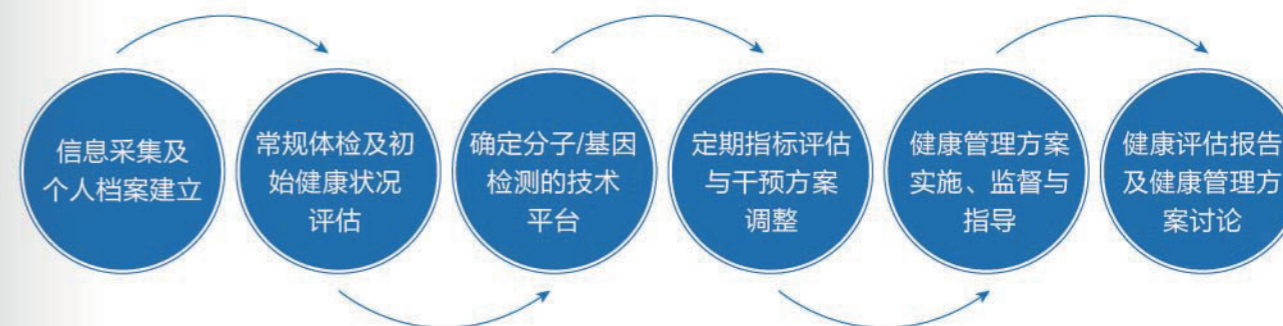 信息采集及
个人档案建立
常规体检及初
始健康状况
评估
确定分子/基因
检测的技术
平台
定期指标评估
与干预方案
调整
健康管理方案
实施、监督与
指导
健康评估报告
及健康管理方
案讨论